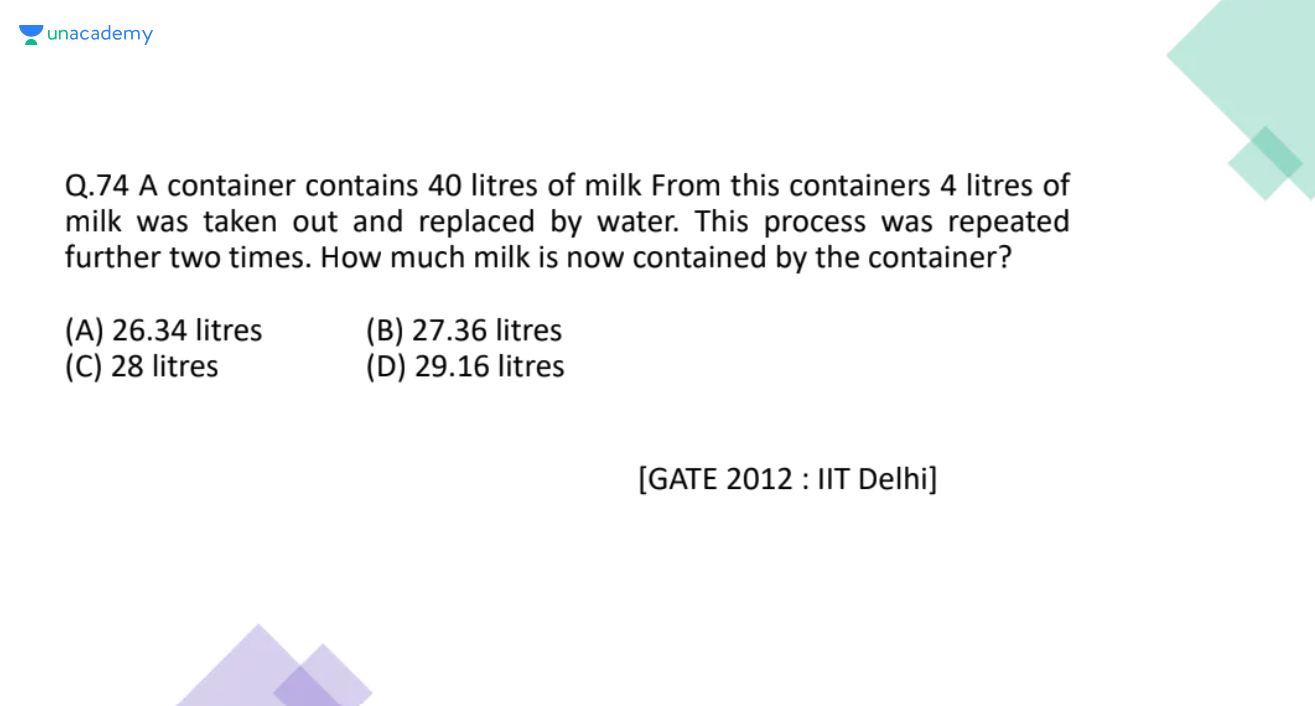 unacademy
Q.74 A container contains 40 litres of milk From this containers 4 litres of
milk was taken out and replaced by water. This process was repeated
further two times. How much milk is now contained by the container?
(A) 26.34 litres (B) 27.36 litres
(C) 28 litres (D) 29.16 litres
[GATE 2012 : IIT Delhi]